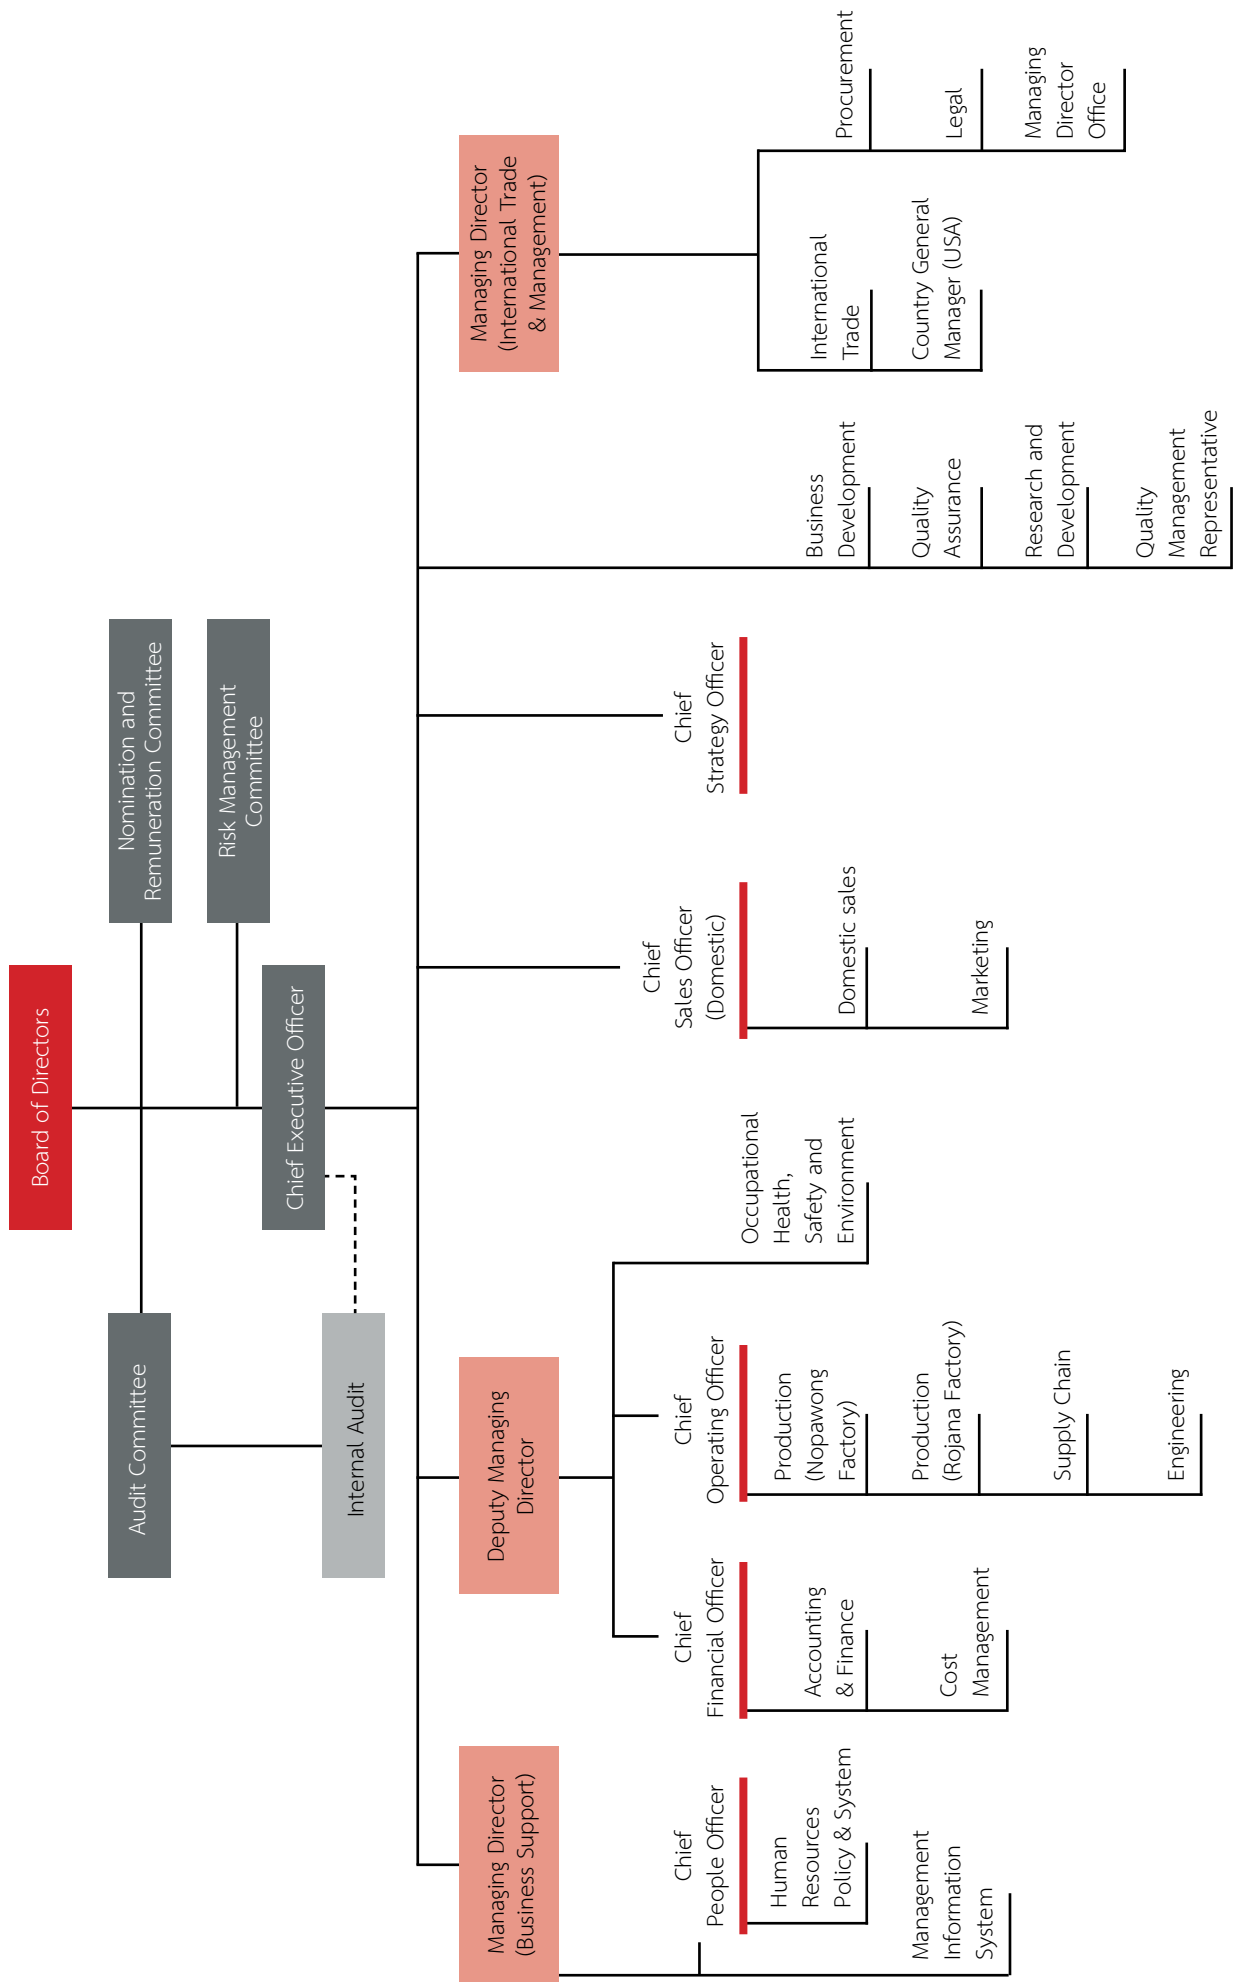 Board of Directors
Audit Committee
Nomination and
Remuneration Committee
Risk Management
Committee
Chief Executive Officer
Internal Audit
Managing Director
(Business Support)
Deputy Managing
Director
Managing Director
(International Trade
& Management)
Chief
People Officer
Human
Resources
Policy & System
Management
Information
System
Chief
Financial Officer
Accounting
& Finance
Cost
Management
Chief
Operating Officer
Production
(Nopawong
Factory)
Production
(Rojana Factory)
Supply Chain
Engineering
Occupational
Health,
Safety and
Environment
Chief
Sales Officer
(Domestic)
Domestic sales
Marketing
Chief
Strategy Officer
Business
Development
Quality
Assurance
Research and
Development
Quality
Management
Representative
International
Trade
Country General
Manager (USA)
Procurement
Legal
Managing
Director
Office